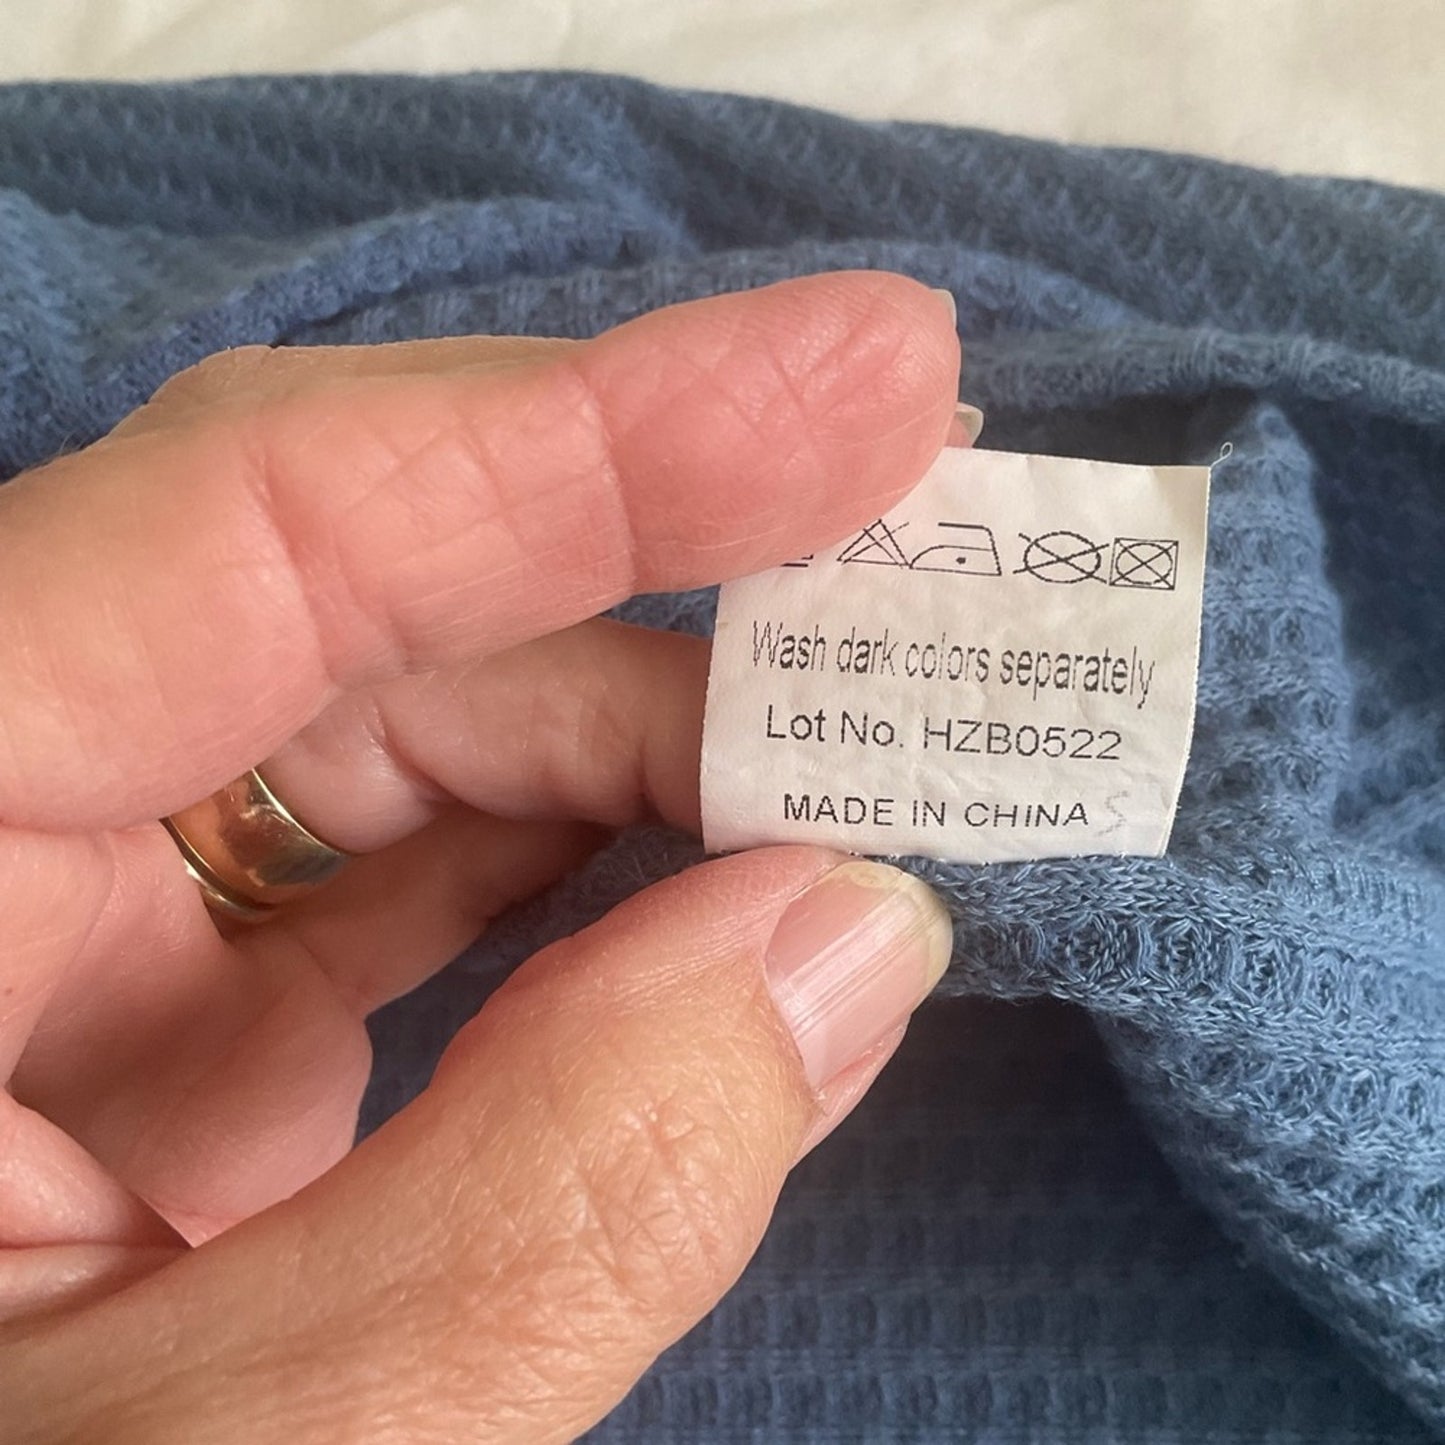 Wash dark colors separately
Lot No. HZB0522
MADE IN CHINA S